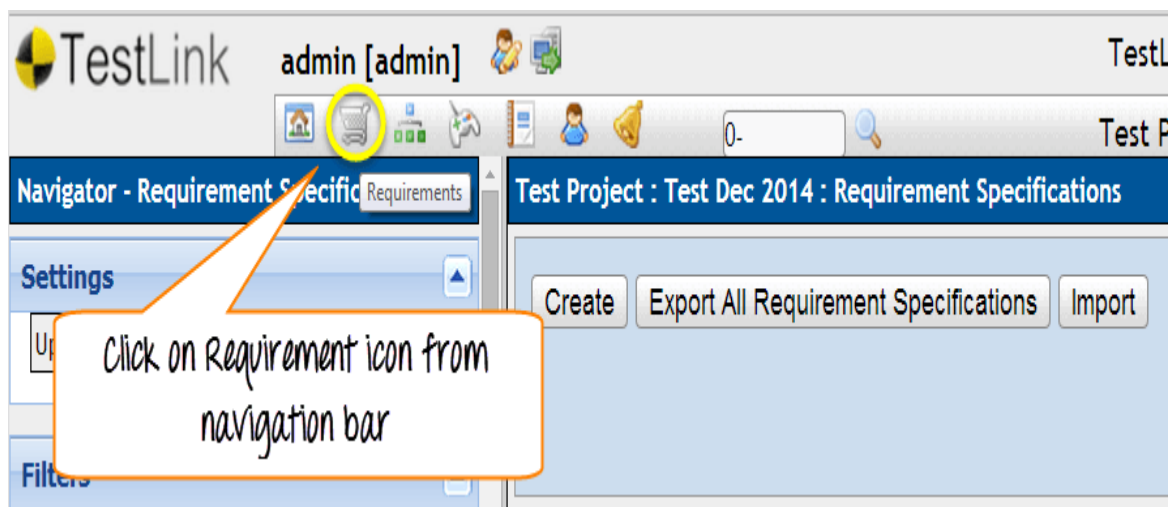 TestLink
admin [admin]
TestL
0-
Test P
Navigator - Requirement Specific
Requirements
Test Project : Test Dec 2014 : Requirement Specifications
Settings
Create
Export All Requirement Specifications
Import
Up
Click on Requirement icon from
navigation bar
Filters